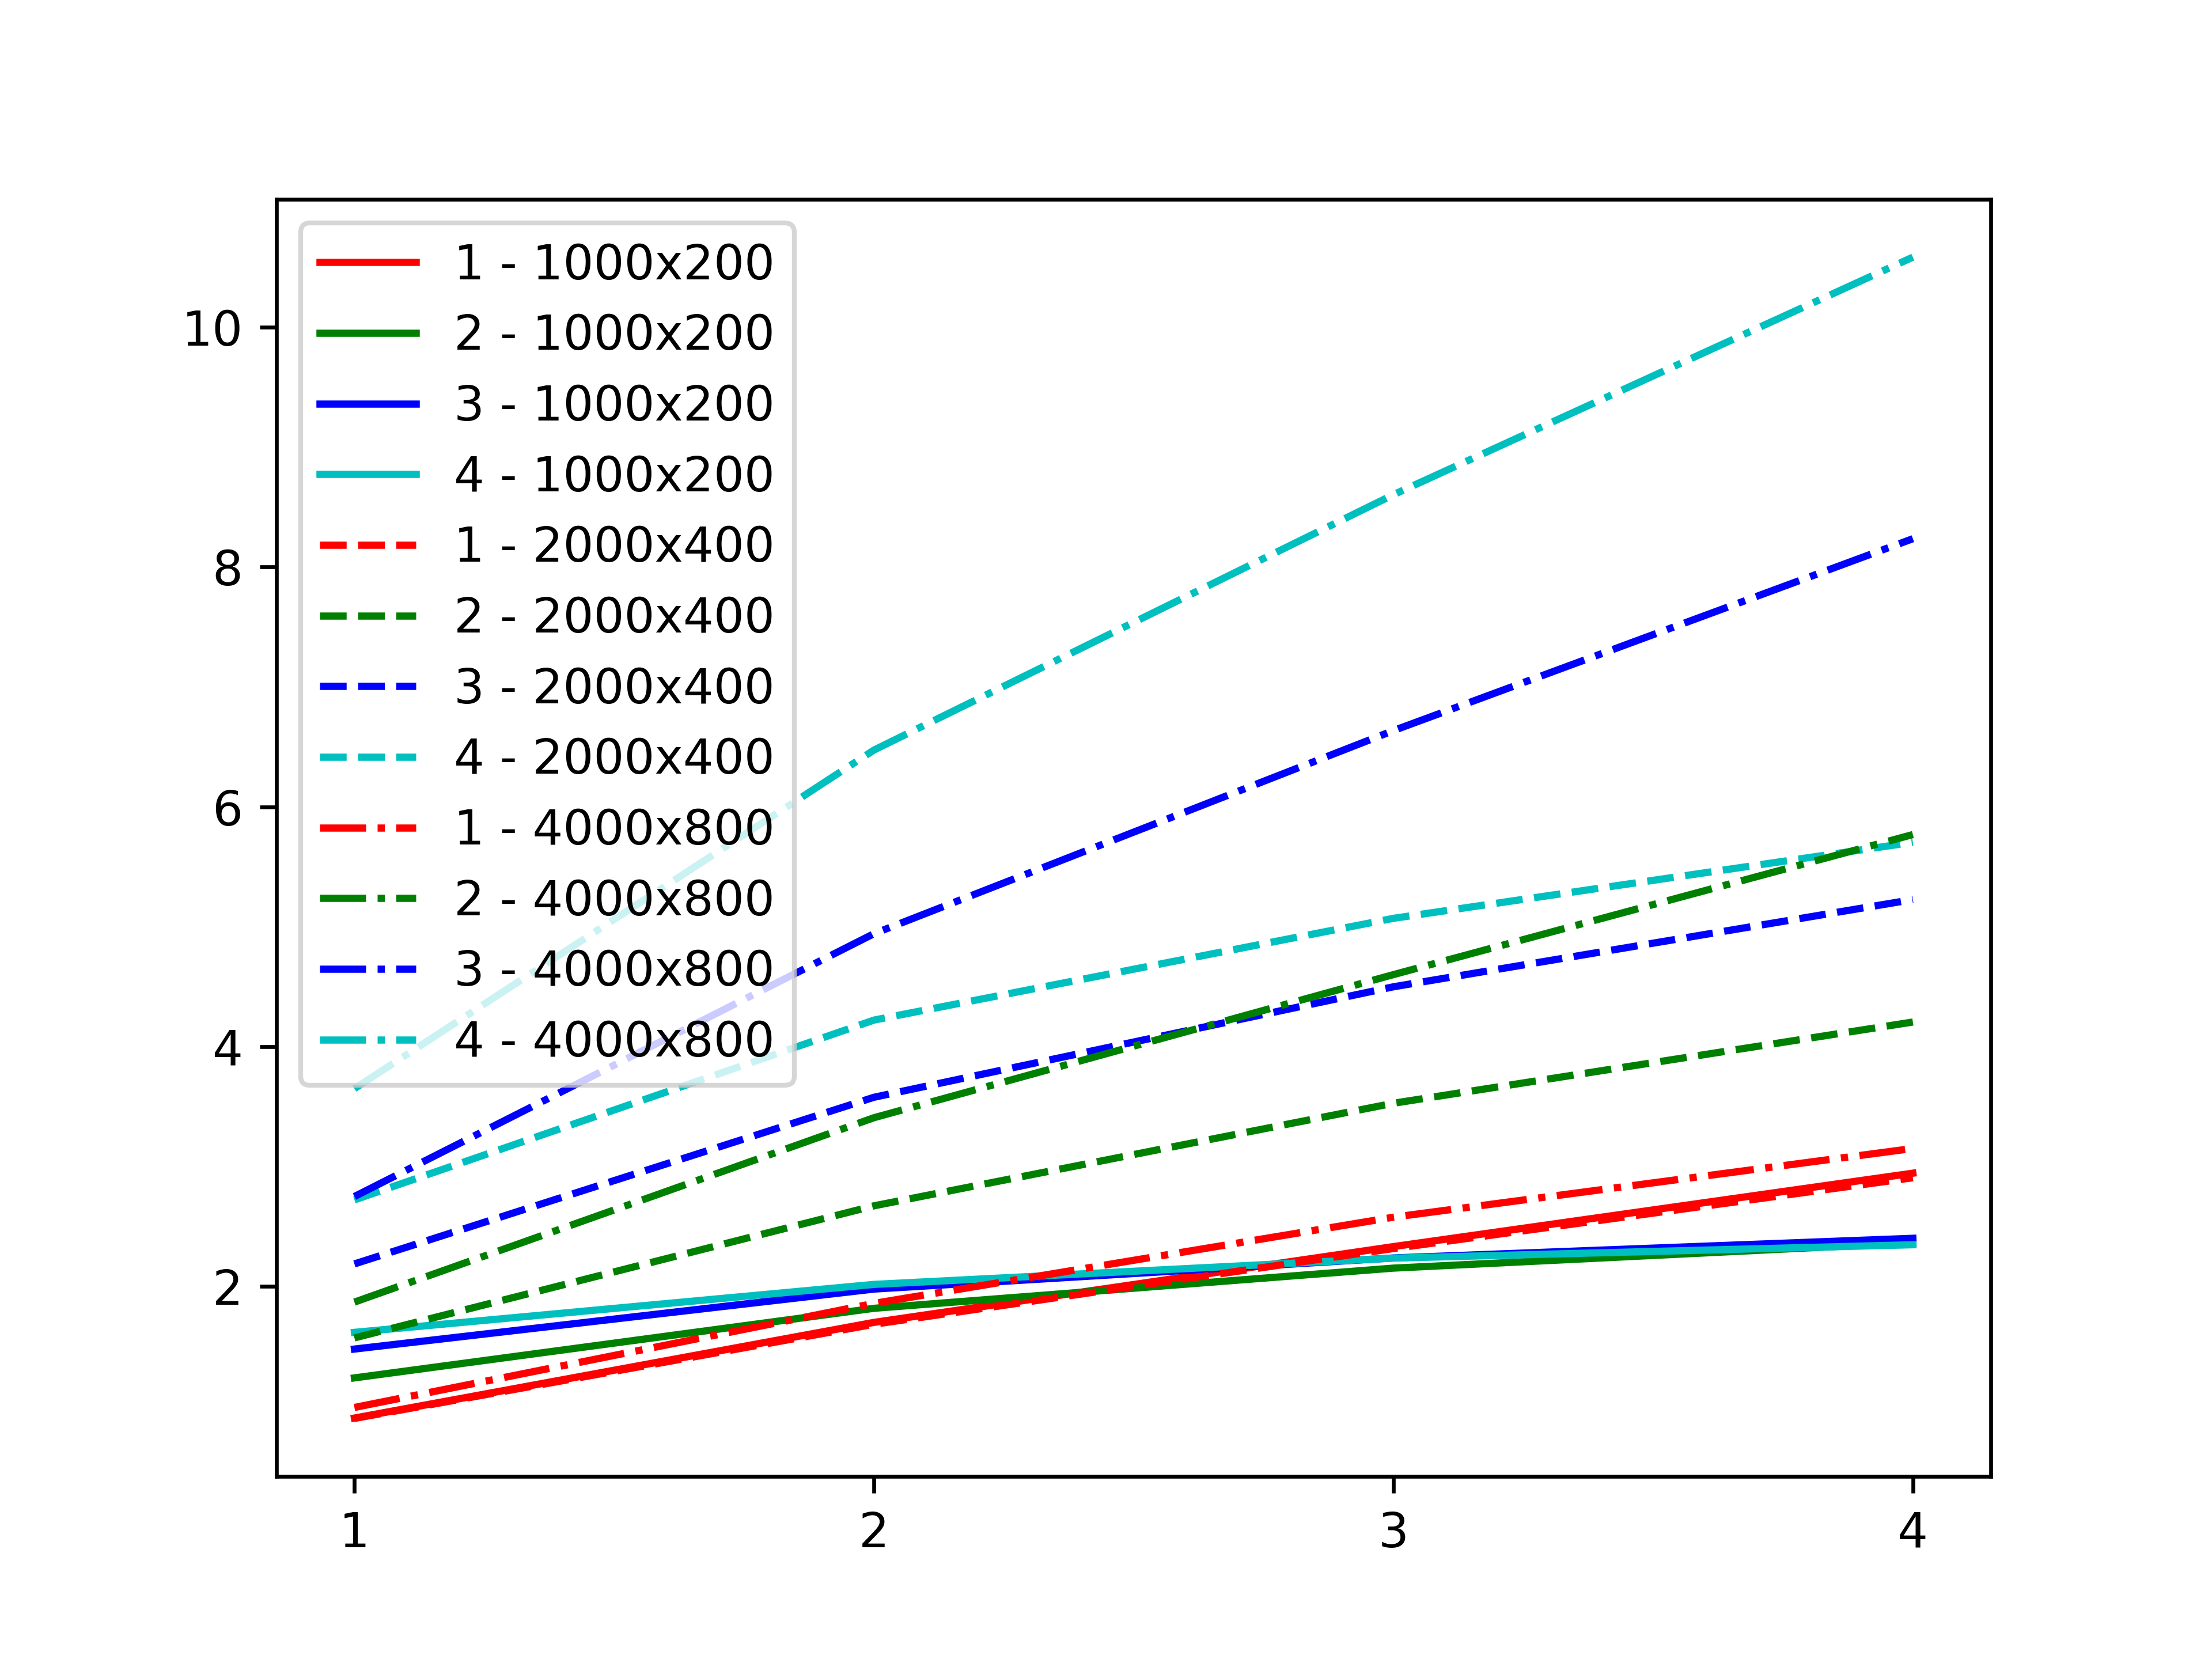 1 - 1000x200
2 - 1000x200
3 - 1000x200
4 - 1000x200
1 - 2000x400
2 - 2000x400
3 - 2000x400
4 - 2000x400
1 - 4000x800
2 - 4000x800
3 - 4000x800
4 - 4000x800
10
8
6
4
2
1 2 3 4